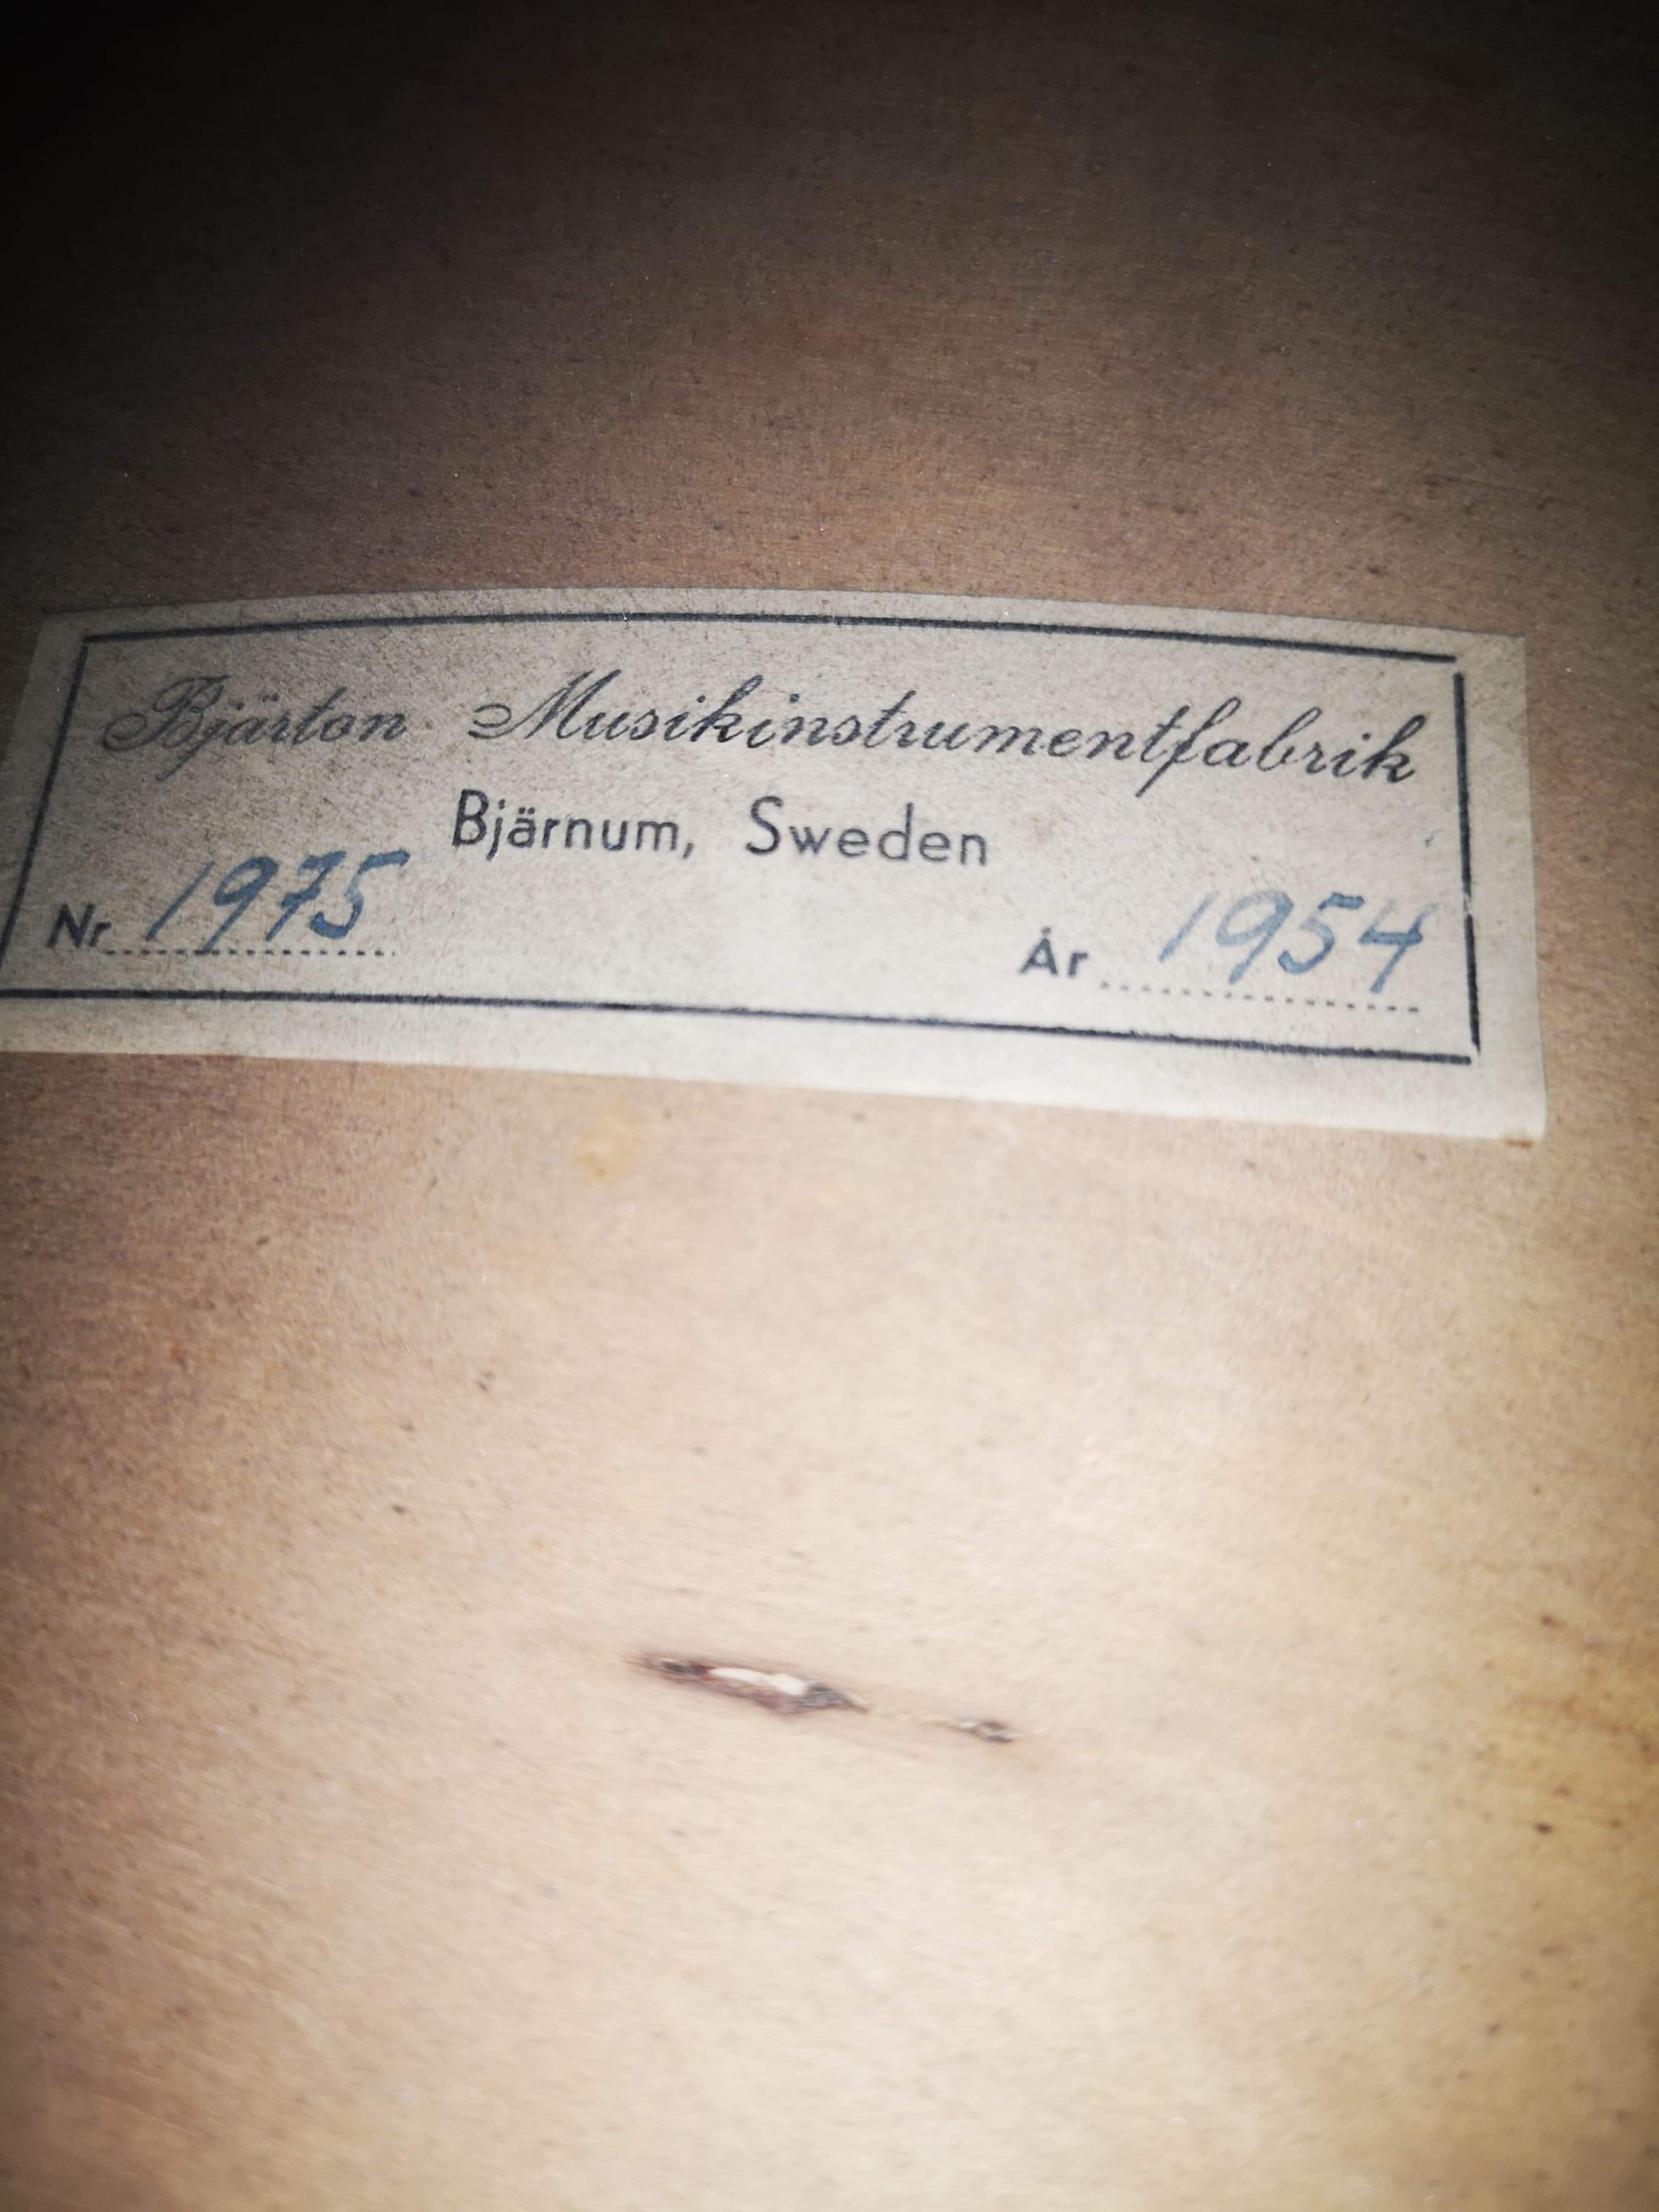 Bjärton Musikinstrumentfabrik
Bjärnum, Sweden
Nr 1975 År 1954